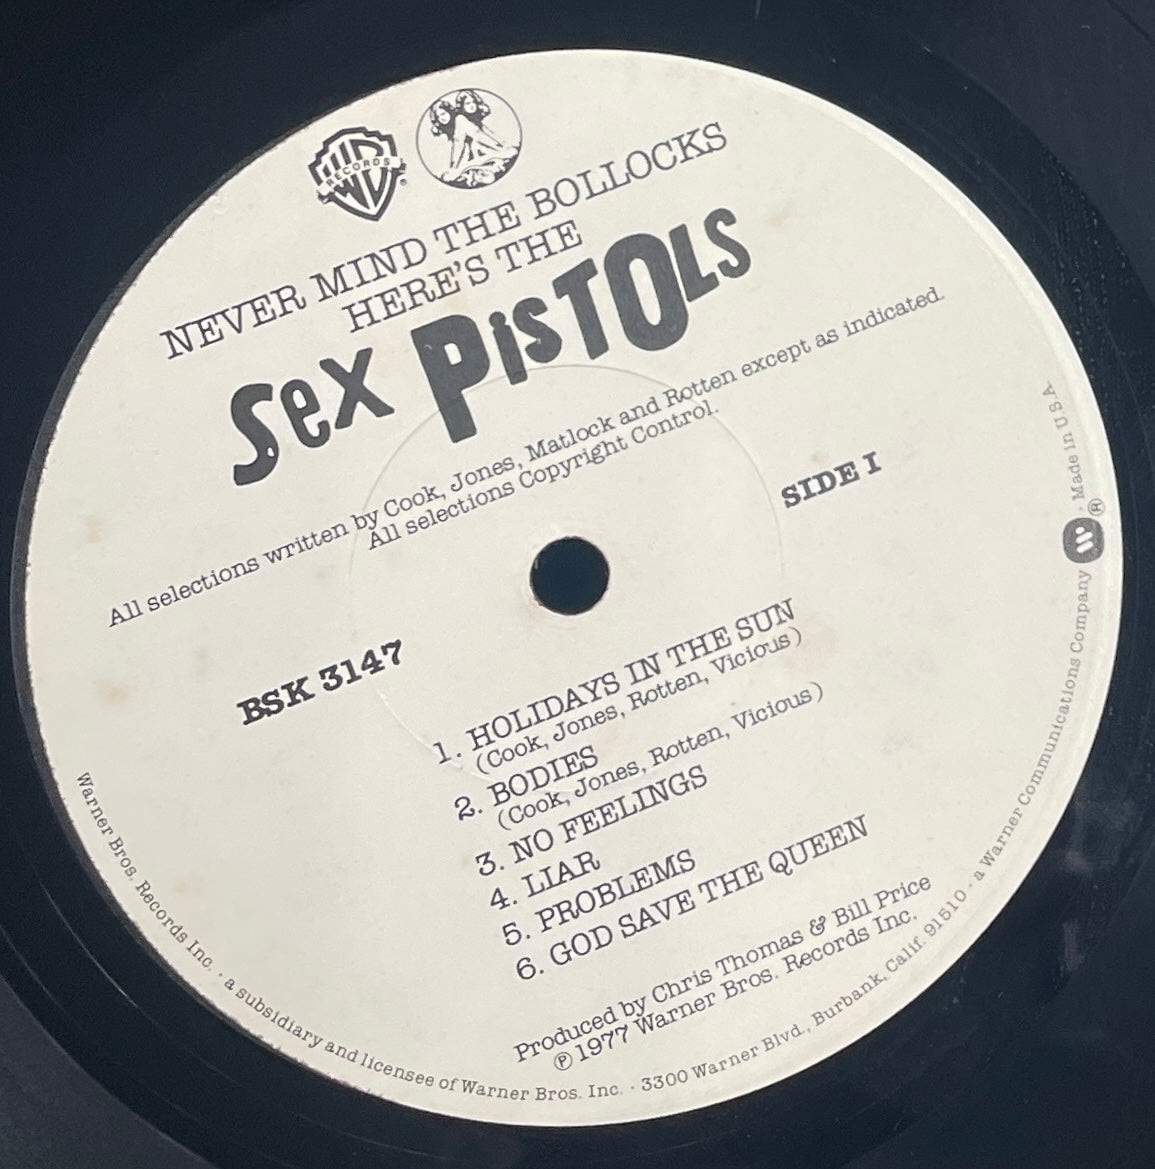 W RECORDS ®
NEVER MIND THE BOLLOCKS
HERE'S THE
SEX PISTOLS
All selections written by Cook, Jones, Matlock and Rotten except as indicated.
All selections Copyright Control.
SIDE I
BSK 3147
1. HOLIDAYS IN THE SUN
(Cook, Jones, Rotten, Vicious)
2. BODIES
(Cook, Jones, Rotten, Vicious)
3. NO FEELINGS
4. LIAR
5. PROBLEMS
6. GOD SAVE THE QUEEN
Produced by Chris Thomas & Bill Price
℗ 1977 Warner Bros. Records Inc.
Warner Bros. Records Inc. · a subsidiary and licensee of Warner Bros. Inc. · 3300 Warner Blvd., Burbank, Calif. 91510 · a Warner Communications Company ® · Made in U.S.A.